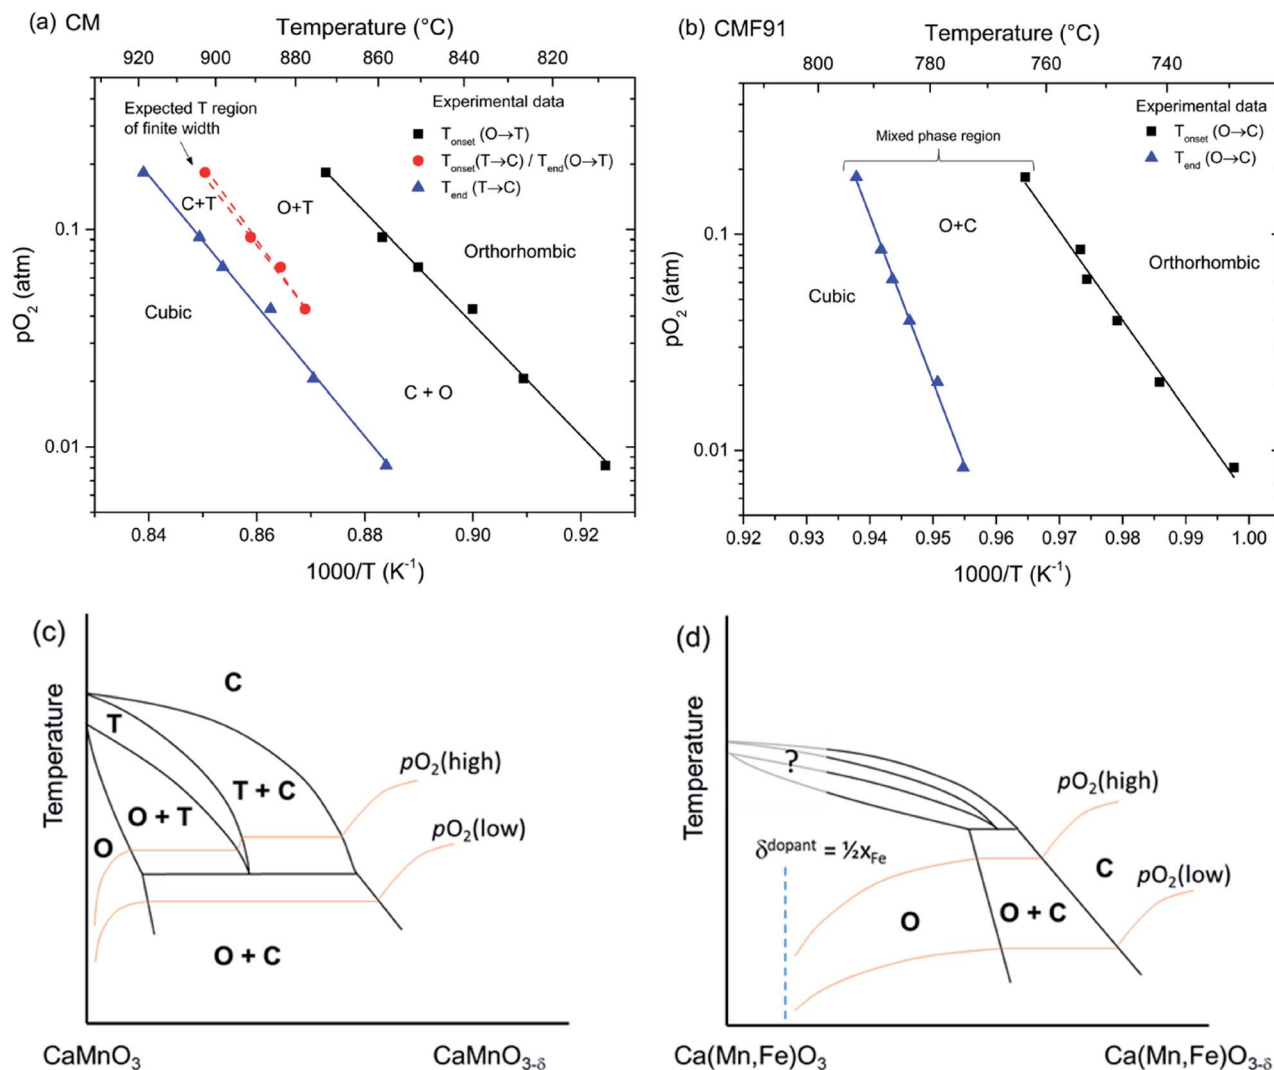 (a) CM
Temperature (°C)
920 900 880 860 840 820
Expected T region
of finite width
Experimental data
T_onset (O→T)
T_onset(T→C) / T_end(O→T)
T_end (T→C)
C+T
O+T
Orthorhombic
Cubic
C + O
0.1
0.01
pO₂ (atm)
0.84 0.86 0.88 0.90 0.92
1000/T (K⁻¹)
(b) CMF91
Temperature (°C)
800 780 760 740
Experimental data
T_onset (O→C)
T_end (O→C)
Mixed phase region
O+C
Orthorhombic
Cubic
0.1
0.01
pO₂ (atm)
0.92 0.93 0.94 0.95 0.96 0.97 0.98 0.99 1.00
1000/T (K⁻¹)
(c)
Temperature
C
T
T + C
O + T
O
O + C
pO₂(high)
pO₂(low)
CaMnO₃
CaMnO₃₋δ
(d)
Temperature
?
δ^dopant = ½x_Fe
pO₂(high)
C
pO₂(low)
O
O + C
Ca(Mn,Fe)O₃
Ca(Mn,Fe)O₃₋δ